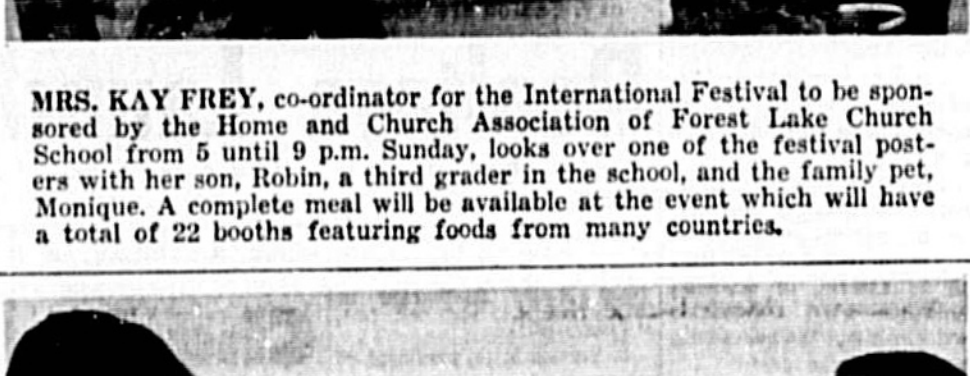 MRS. KAY FREY, co-ordinator for the International Festival to be spon-
sored by the Home and Church Association of Forest Lake Church
School from 5 until 9 p.m. Sunday, looks over one of the festival post-
ers with her son, Robin, a third grader in the school, and the family pet,
Monique. A complete meal will be available at the event which will have
a total of 22 booths featuring foods from many countries.